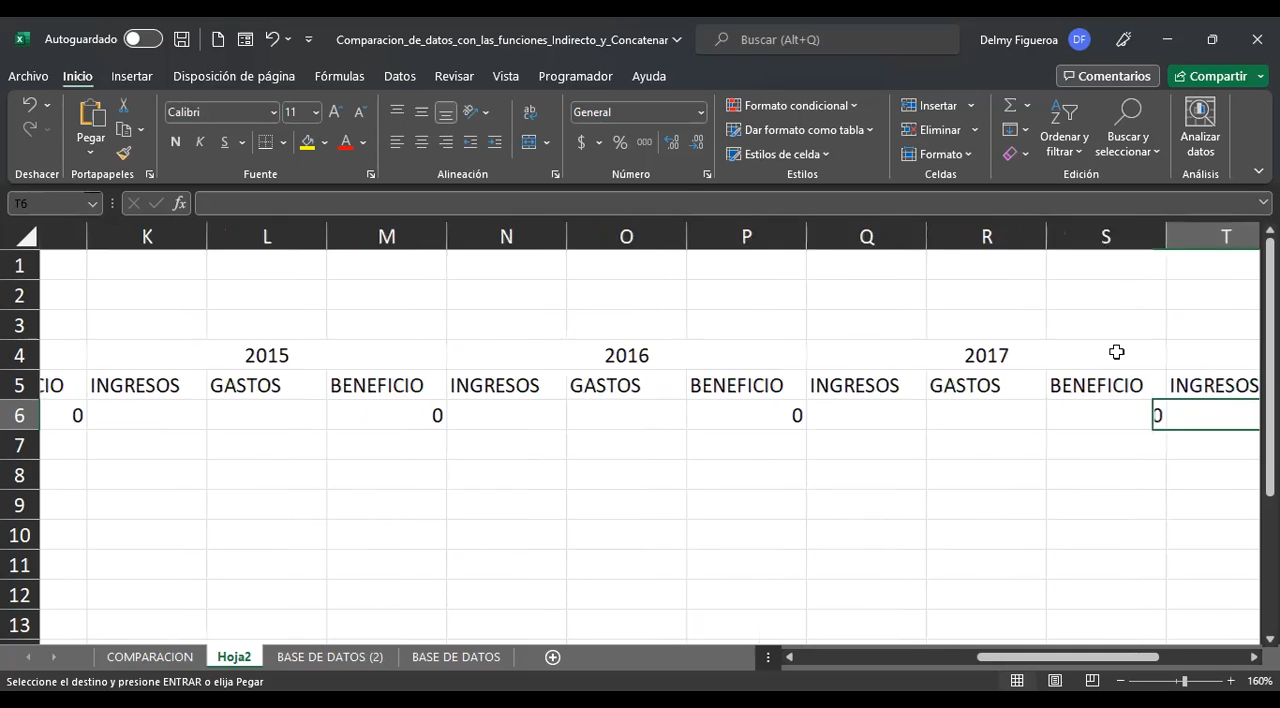 Autoguardado Comparacion_de_datos_con_las_funciones_Indirecto_y_Concatenar Buscar (Alt+Q) Delmy Figueroa DF
Archivo Inicio Insertar Disposición de página Fórmulas Datos Revisar Vista Programador Ayuda Comentarios Compartir
Pegar Calibri 11 General Formato condicional Insertar
Dar formato como tabla Eliminar Ordenar y filtrar Buscar y seleccionar Analizar datos
N K S $ % 000 Estilos de celda Formato
Deshacer Portapapeles Fuente Alineación Número Estilos Celdas Edición Análisis
T6 fx
K L M N O P Q R S T
1
2
3
4 2015 2016 2017
5 CIO INGRESOS GASTOS BENEFICIO INGRESOS GASTOS BENEFICIO INGRESOS GASTOS BENEFICIO INGRESOS
6 0 0 0 0
7
8
9
10
11
12
13
COMPARACION Hoja2 BASE DE DATOS (2) BASE DE DATOS
Seleccione el destino y presione ENTRAR o elija Pegar 160%